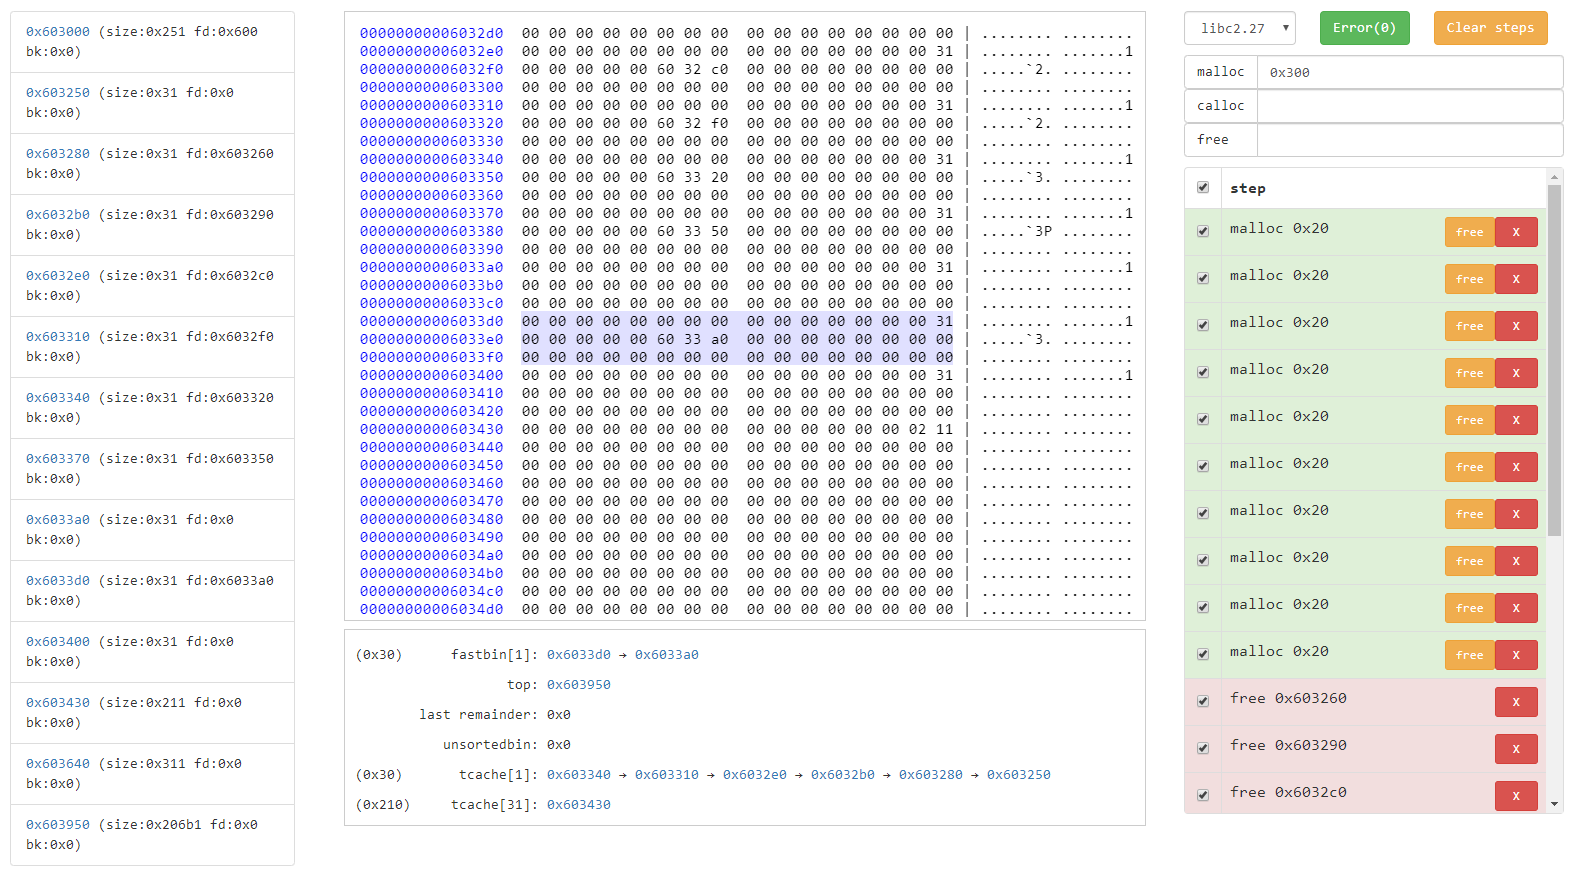 0x603000 (size:0x251 fd:0x600
bk:0x0)
0x603250 (size:0x31 fd:0x0
bk:0x0)
0x603280 (size:0x31 fd:0x603260
bk:0x0)
0x6032b0 (size:0x31 fd:0x603290
bk:0x0)
0x6032e0 (size:0x31 fd:0x6032c0
bk:0x0)
0x603310 (size:0x31 fd:0x6032f0
bk:0x0)
0x603340 (size:0x31 fd:0x603320
bk:0x0)
0x603370 (size:0x31 fd:0x603350
bk:0x0)
0x6033a0 (size:0x31 fd:0x0
bk:0x0)
0x6033d0 (size:0x31 fd:0x6033a0
bk:0x0)
0x603400 (size:0x31 fd:0x0
bk:0x0)
0x603430 (size:0x211 fd:0x0
bk:0x0)
0x603640 (size:0x311 fd:0x0
bk:0x0)
0x603950 (size:0x206b1 fd:0x0
bk:0x0)
00000000006032d0 00 00 00 00 00 00 00 00 00 00 00 00 00 00 00 00 | ........ ........
00000000006032e0 00 00 00 00 00 00 00 00 00 00 00 00 00 00 00 31 | ........ .......1
00000000006032f0 00 00 00 00 00 60 32 c0 00 00 00 00 00 00 00 00 | .....`2. ........
0000000000603300 00 00 00 00 00 00 00 00 00 00 00 00 00 00 00 00 | ........ ........
0000000000603310 00 00 00 00 00 00 00 00 00 00 00 00 00 00 00 31 | ........ .......1
0000000000603320 00 00 00 00 00 60 32 f0 00 00 00 00 00 00 00 00 | .....`2. ........
0000000000603330 00 00 00 00 00 00 00 00 00 00 00 00 00 00 00 00 | ........ ........
0000000000603340 00 00 00 00 00 00 00 00 00 00 00 00 00 00 00 31 | ........ .......1
0000000000603350 00 00 00 00 00 60 33 20 00 00 00 00 00 00 00 00 | .....`3. ........
0000000000603360 00 00 00 00 00 00 00 00 00 00 00 00 00 00 00 00 | ........ ........
0000000000603370 00 00 00 00 00 00 00 00 00 00 00 00 00 00 00 31 | ........ .......1
0000000000603380 00 00 00 00 00 60 33 50 00 00 00 00 00 00 00 00 | .....`3P ........
0000000000603390 00 00 00 00 00 00 00 00 00 00 00 00 00 00 00 00 | ........ ........
00000000006033a0 00 00 00 00 00 00 00 00 00 00 00 00 00 00 00 31 | ........ .......1
00000000006033b0 00 00 00 00 00 00 00 00 00 00 00 00 00 00 00 00 | ........ ........
00000000006033c0 00 00 00 00 00 00 00 00 00 00 00 00 00 00 00 00 | ........ ........
00000000006033d0 00 00 00 00 00 00 00 00 00 00 00 00 00 00 00 31 | ........ .......1
00000000006033e0 00 00 00 00 00 60 33 a0 00 00 00 00 00 00 00 00 | .....`3. ........
00000000006033f0 00 00 00 00 00 00 00 00 00 00 00 00 00 00 00 00 | ........ ........
0000000000603400 00 00 00 00 00 00 00 00 00 00 00 00 00 00 00 31 | ........ .......1
0000000000603410 00 00 00 00 00 00 00 00 00 00 00 00 00 00 00 00 | ........ ........
0000000000603420 00 00 00 00 00 00 00 00 00 00 00 00 00 00 00 00 | ........ ........
0000000000603430 00 00 00 00 00 00 00 00 00 00 00 00 00 00 02 11 | ........ ........
0000000000603440 00 00 00 00 00 00 00 00 00 00 00 00 00 00 00 00 | ........ ........
0000000000603450 00 00 00 00 00 00 00 00 00 00 00 00 00 00 00 00 | ........ ........
0000000000603460 00 00 00 00 00 00 00 00 00 00 00 00 00 00 00 00 | ........ ........
0000000000603470 00 00 00 00 00 00 00 00 00 00 00 00 00 00 00 00 | ........ ........
0000000000603480 00 00 00 00 00 00 00 00 00 00 00 00 00 00 00 00 | ........ ........
0000000000603490 00 00 00 00 00 00 00 00 00 00 00 00 00 00 00 00 | ........ ........
00000000006034a0 00 00 00 00 00 00 00 00 00 00 00 00 00 00 00 00 | ........ ........
00000000006034b0 00 00 00 00 00 00 00 00 00 00 00 00 00 00 00 00 | ........ ........
00000000006034c0 00 00 00 00 00 00 00 00 00 00 00 00 00 00 00 00 | ........ ........
00000000006034d0 00 00 00 00 00 00 00 00 00 00 00 00 00 00 00 00 | ........ ........
(0x30) fastbin[1]: 0x6033d0 → 0x6033a0
top: 0x603950
last remainder: 0x0
unsortedbin: 0x0
(0x30) tcache[1]: 0x603340 → 0x603310 → 0x6032e0 → 0x6032b0 → 0x603280 → 0x603250
(0x210) tcache[31]: 0x603430
libc2.27 Error(0) Clear steps
malloc 0x300
calloc
free
step
malloc 0x20 free X
malloc 0x20 free X
malloc 0x20 free X
malloc 0x20 free X
malloc 0x20 free X
malloc 0x20 free X
malloc 0x20 free X
malloc 0x20 free X
malloc 0x20 free X
malloc 0x20 free X
free 0x603260 X
free 0x603290 X
free 0x6032c0 X